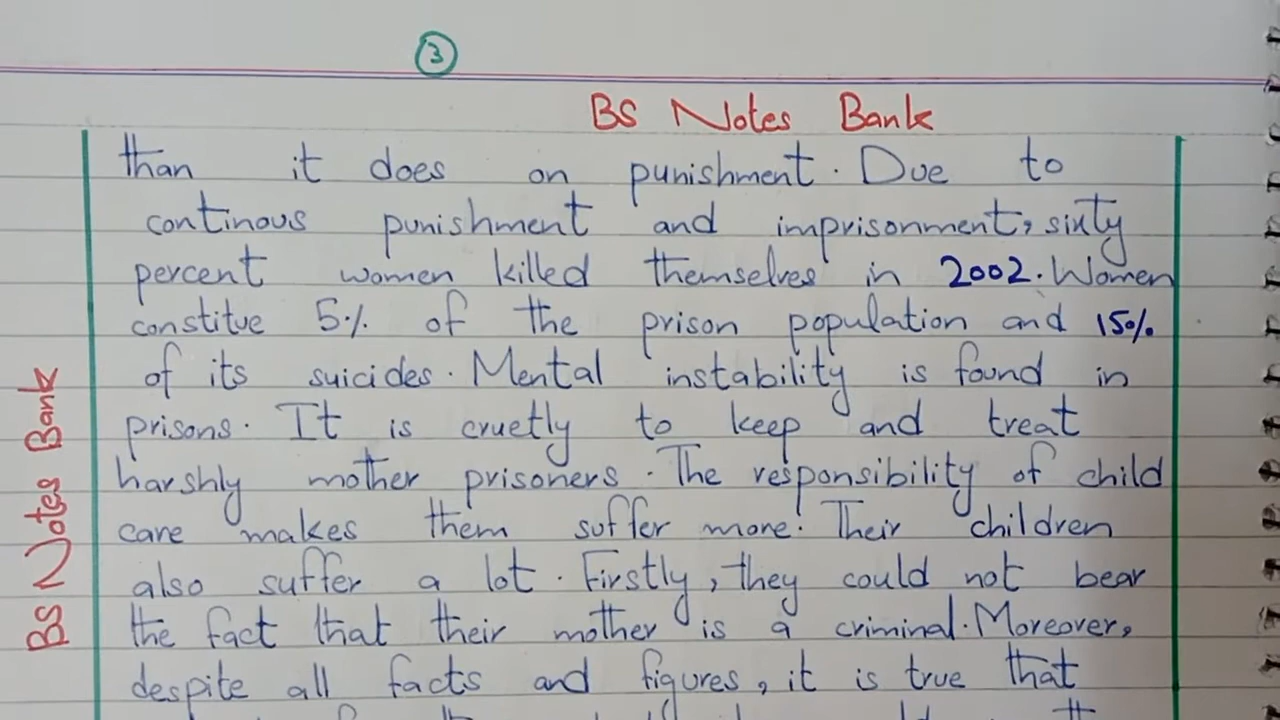 3
BS Notes Bank
than it does on punishment. Due to
continous punishment and imprisonment, sixty
percent women killed themselves in 2002. Women
constitue 5% of the prison population and 15%
of its suicides. Mental instability is found in
prisons. It is cruetly to keep and treat
harshly mother prisoners. The responsibility of child
care makes them suffer more. Their children
also suffer a lot. Firstly, they could not bear
the fact that their mother is a criminal. Moreover,
despite all facts and figures, it is true that
BS Notes Bank